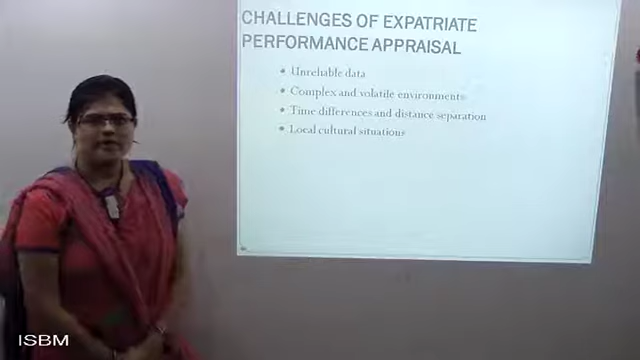 CHALLENGES OF EXPATRIATE
PERFORMANCE APPRAISAL
• Unreliable data
• Complex and volatile environments
• Time differences and distance separation
• Local cultural situations
ISBM